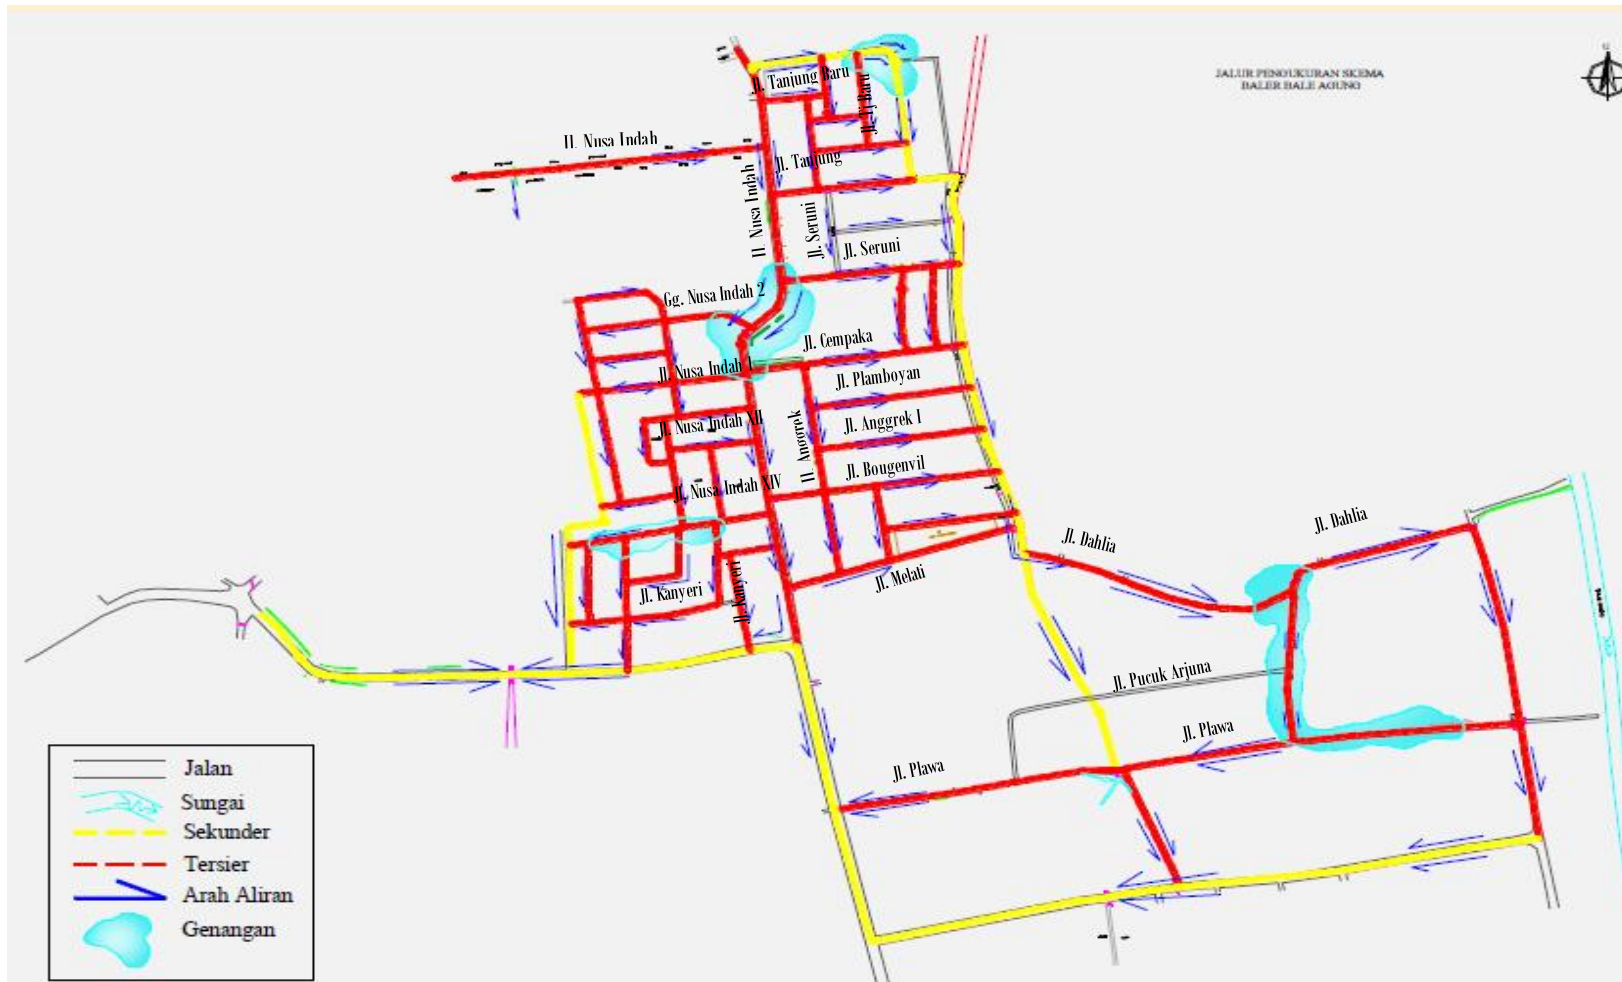 JALUR PENGUKURAN SKEMA
BALER BALE AGUNG
Jl. Tanjung Baru
Jl. Tj Baru
Jl. Nusa Indah
Jl. Tanjung
Jl. Nusa Indah
Jl. Seruni
Jl. Seruni
Gg. Nusa Indah 2
Jl. Cempaka
Jl. Nusa Indah 1
Jl. Plamboyan
Jl. Nusa Indah XII
Jl. Anggrek
Jl. Anggrek I
Jl. Bougenvil
Jl. Nusa Indah XIV
Jl. Dahlia
Jl. Dahlia
Jl. Melati
Jl. Kanyeri
Jl. Kanyeri
Jl. Pucuk Arjuna
Jl. Plawa
Jl. Plawa
Jalan
Sungai
Sekunder
Tersier
Arah Aliran
Genangan